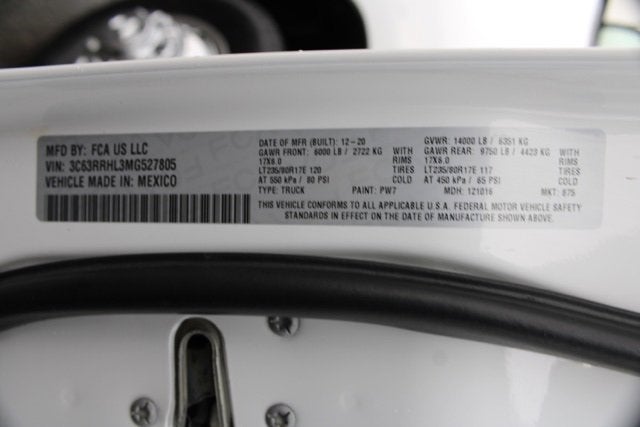 MFD BY: FCA US LLC
VIN: 3C63RRHL3MG527805
VEHICLE MADE IN: MEXICO
DATE OF MFR (BUILT): 12-20
GVWR: 14000 LB / 6351 KG
GAWR FRONT: 6000 LB / 2722 KG WITH
GAWR REAR: 9750 LB / 4423 KG WITH
17X6.0 RIMS
17X6.0 RIMS
LT235/80R17E 120 TIRES
LT235/80R17E 117 TIRES
AT 550 kPa / 80 PSI COLD
AT 450 kPa / 65 PSI COLD
TYPE: TRUCK PAINT: PW7 MDH: 121016 MKT: 875
THIS VEHICLE CONFORMS TO ALL APPLICABLE U.S.A. FEDERAL MOTOR VEHICLE SAFETY
STANDARDS IN EFFECT ON THE DATE OF MANUFACTURE SHOWN ABOVE.